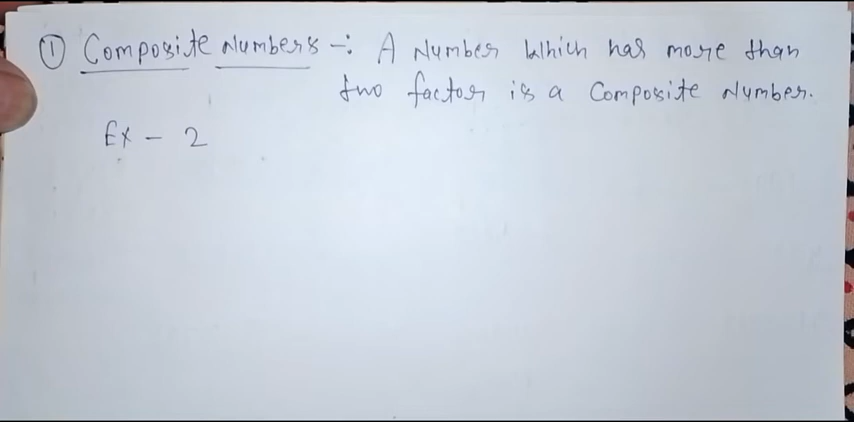 ① Composite Numbers -: A Number Which has more than
two factor is a Composite Number.
Ex - 2